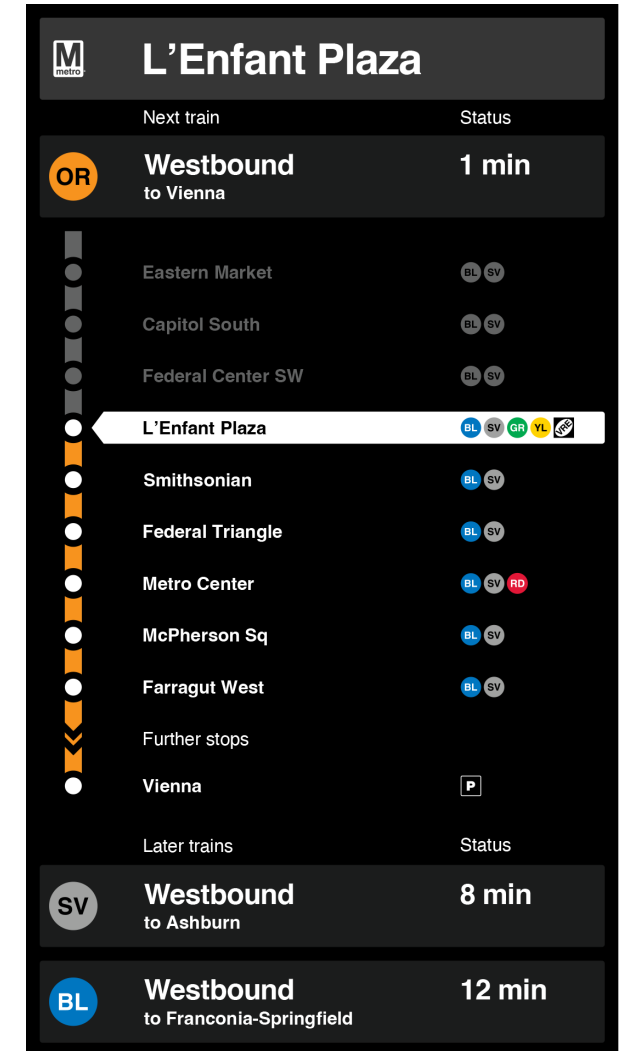 M
metro
L’Enfant Plaza
Next train Status
OR Westbound 1 min
to Vienna
Eastern Market BL SV
Capitol South BL SV
Federal Center SW BL SV
L’Enfant Plaza BL SV GR YL VRE
Smithsonian BL SV
Federal Triangle BL SV
Metro Center BL SV RD
McPherson Sq BL SV
Farragut West BL SV
Further stops
Vienna P
Later trains Status
SV Westbound 8 min
to Ashburn
BL Westbound 12 min
to Franconia-Springfield